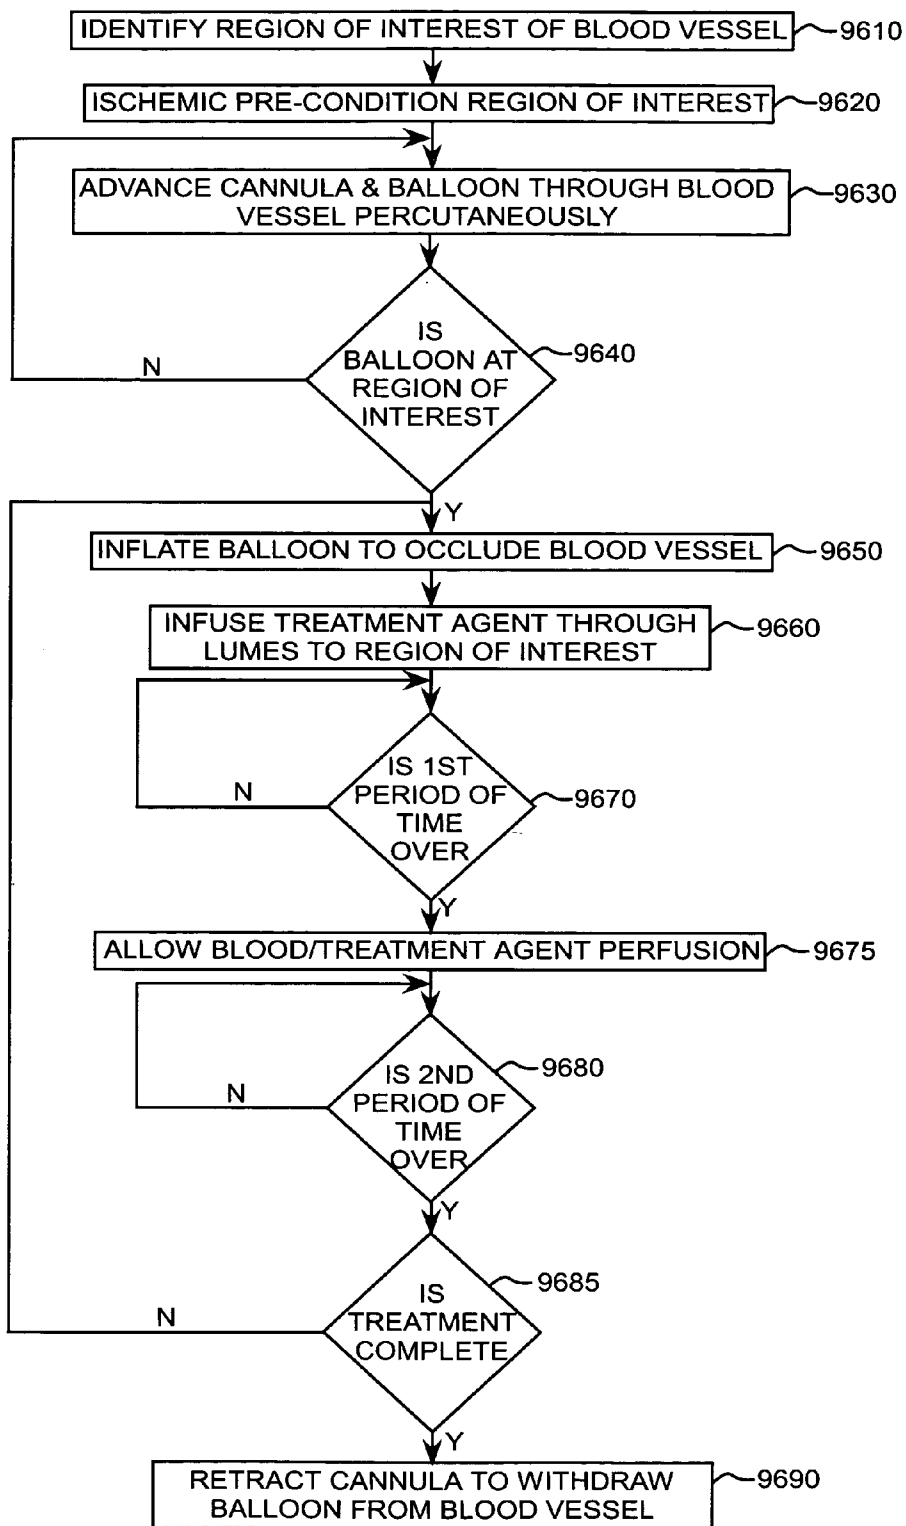 IDENTIFY REGION OF INTEREST OF BLOOD VESSEL 9610
ISCHEMIC PRE-CONDITION REGION OF INTEREST 9620
ADVANCE CANNULA & BALLOON THROUGH BLOOD
VESSEL PERCUTANEOUSLY
9630
IS
BALLOON AT
REGION OF
INTEREST
9640
N
Y
INFLATE BALLOON TO OCCLUDE BLOOD VESSEL 9650
INFUSE TREATMENT AGENT THROUGH
LUMES TO REGION OF INTEREST
9660
IS 1ST
PERIOD OF
TIME
OVER
9670
N
Y
ALLOW BLOOD/TREATMENT AGENT PERFUSION 9675
IS 2ND
PERIOD OF
TIME
OVER
9680
N
Y
IS
TREATMENT
COMPLETE
9685
N
Y
RETRACT CANNULA TO WITHDRAW
BALLOON FROM BLOOD VESSEL
9690